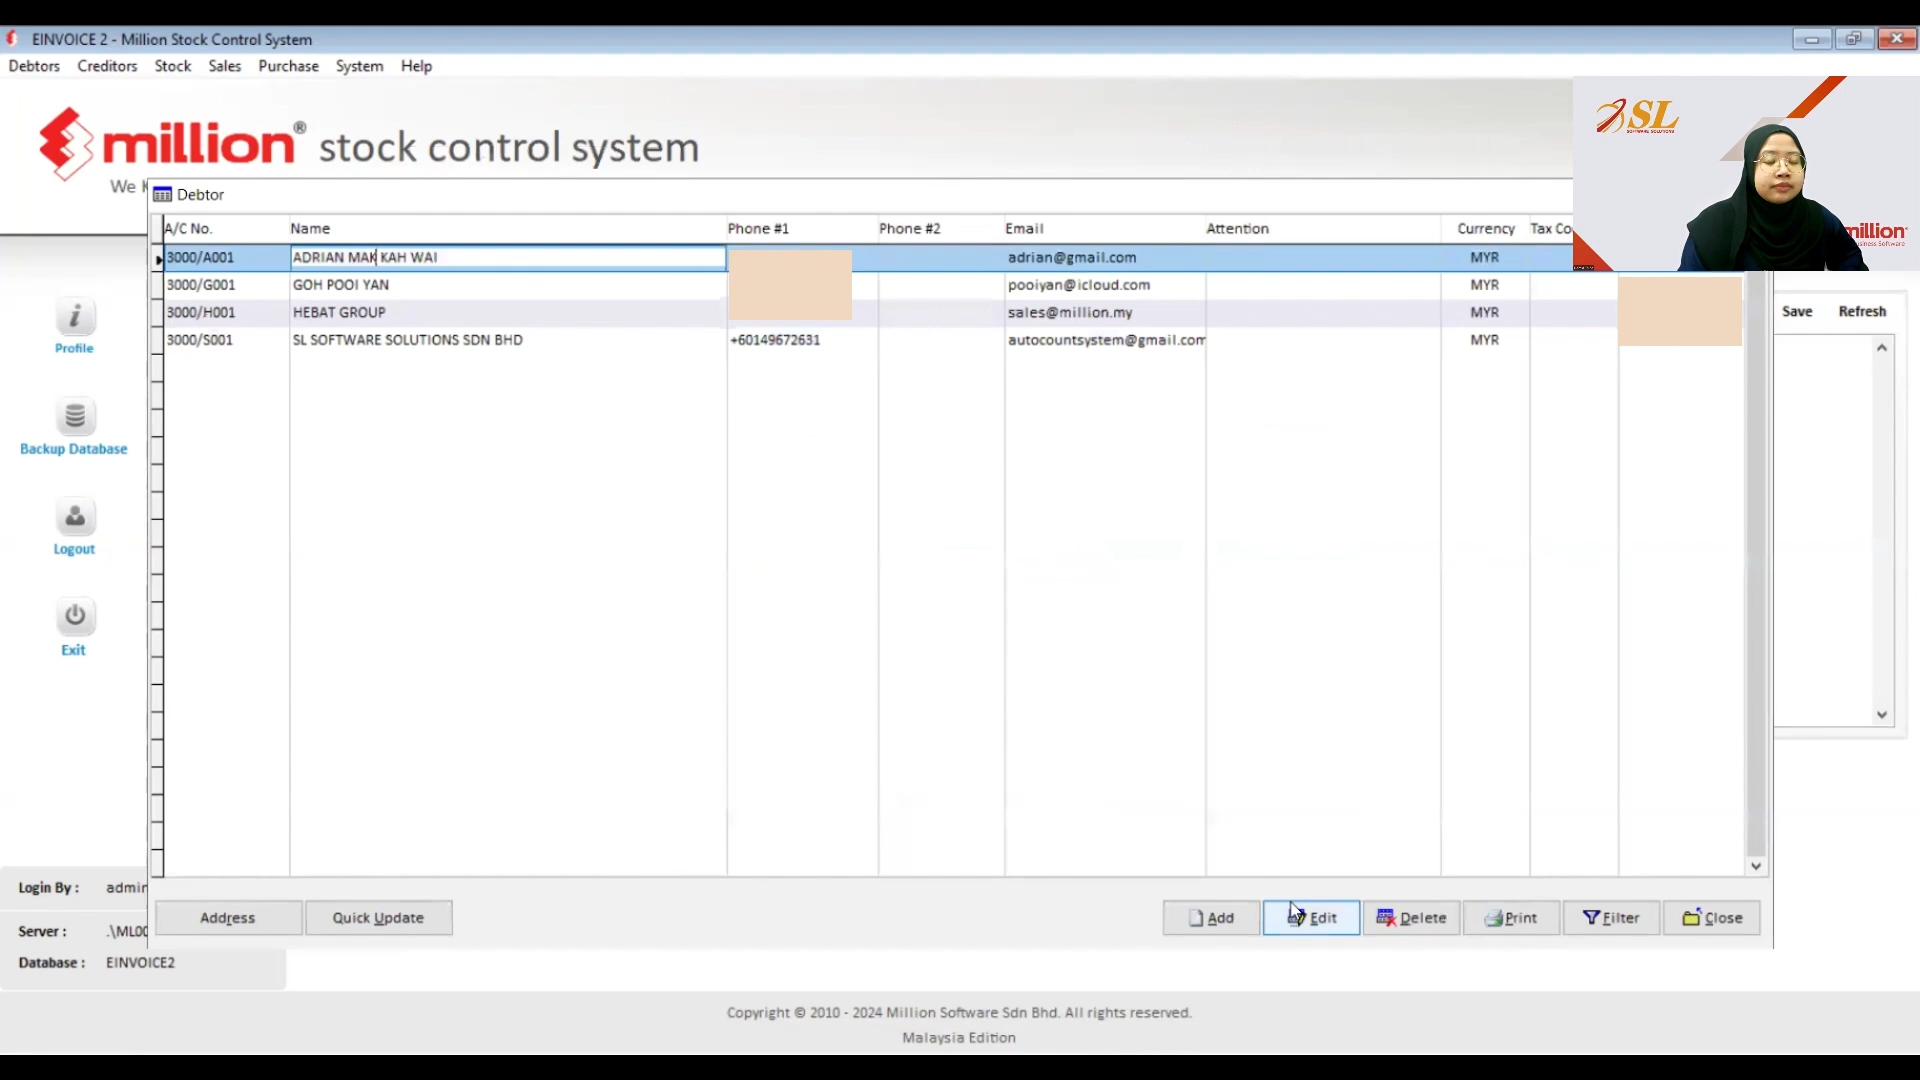 EINVOICE 2 - Million Stock Control System
Debtors Creditors Stock Sales Purchase System Help
million® stock control system
We K
SL
SOFTWARE SOLUTIONS
million
Business Software
Debtor
A/C No. Name Phone #1 Phone #2 Email Attention Currency Tax Co
3000/A001 ADRIAN MAK KAH WAI adrian@gmail.com MYR
3000/G001 GOH POOI YAN pooiyan@icloud.com MYR
3000/H001 HEBAT GROUP sales@million.my MYR
3000/S001 SL SOFTWARE SOLUTIONS SDN BHD +60149672631 autocountsystem@gmail.com MYR
Save Refresh
Profile
Backup Database
Logout
Exit
Login By : admin
Server : .\ML00
Database : EINVOICE2
Address Quick Update Add Edit Delete Print Filter Close
Copyright © 2010 - 2024 Million Software Sdn Bhd. All rights reserved.
Malaysia Edition